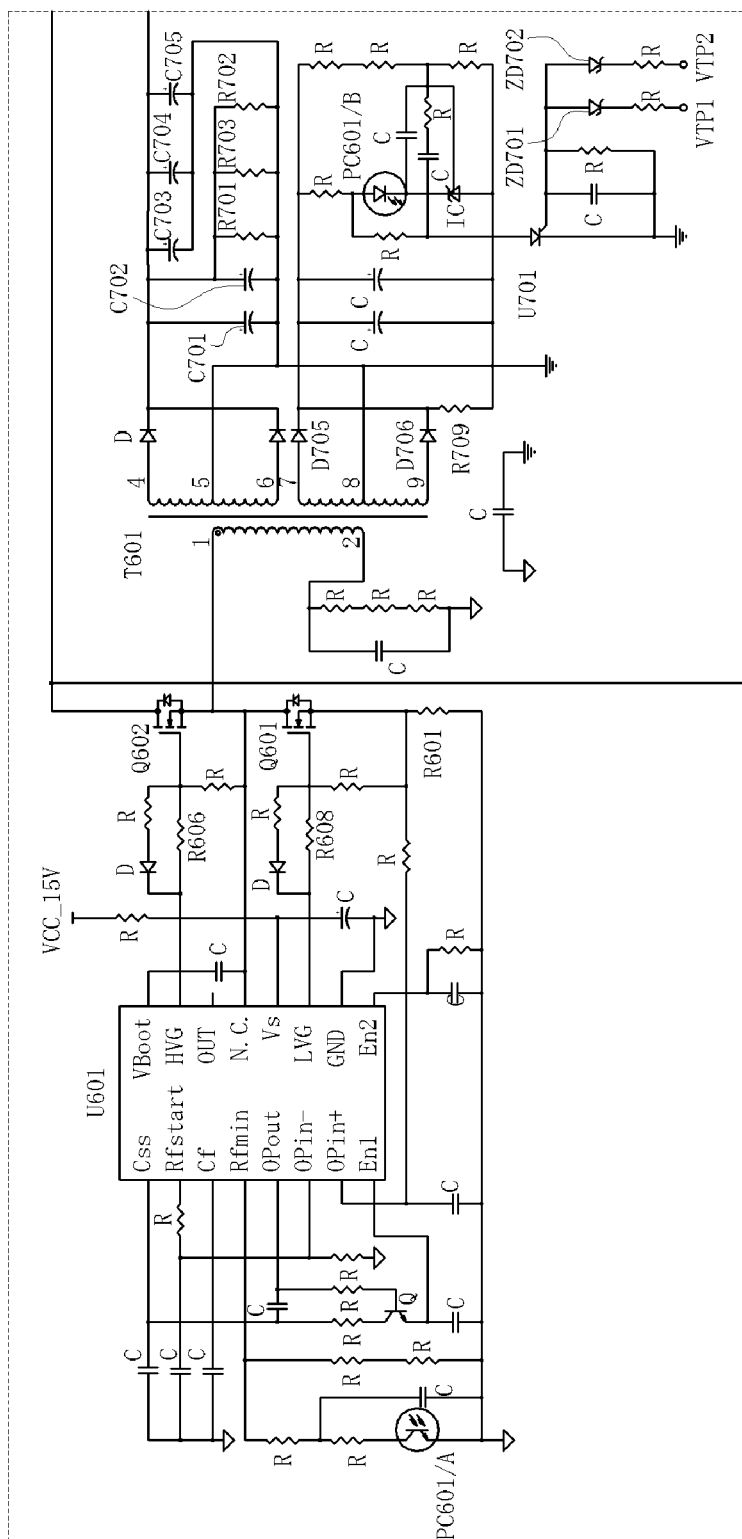 VCC_15V
R
U601
Css
Rfstart
Cf
Rfmin
OPout
OPin-
OPin+
En1
VBoot
HVG
OUT
N.C.
Vs
LVG
GND
En2
C
C
C
R
C
R
R
Q
R
R
C
R
R
C
PC601/A
C
C
C
D
R
R606
R
Q602
D
R
R608
R
Q601
R
R601
C
R
T601
1
2
4
5
6
7
8
9
R
R
R
C
C
D
D705
D706
R709
C701
C702
C703
C704
C705
R701
R703
R702
C
C
R
R
PC601/B
C
C
R
IC
R
R
R
U701
C
R
ZD701
ZD702
R
R
VTP1
VTP2